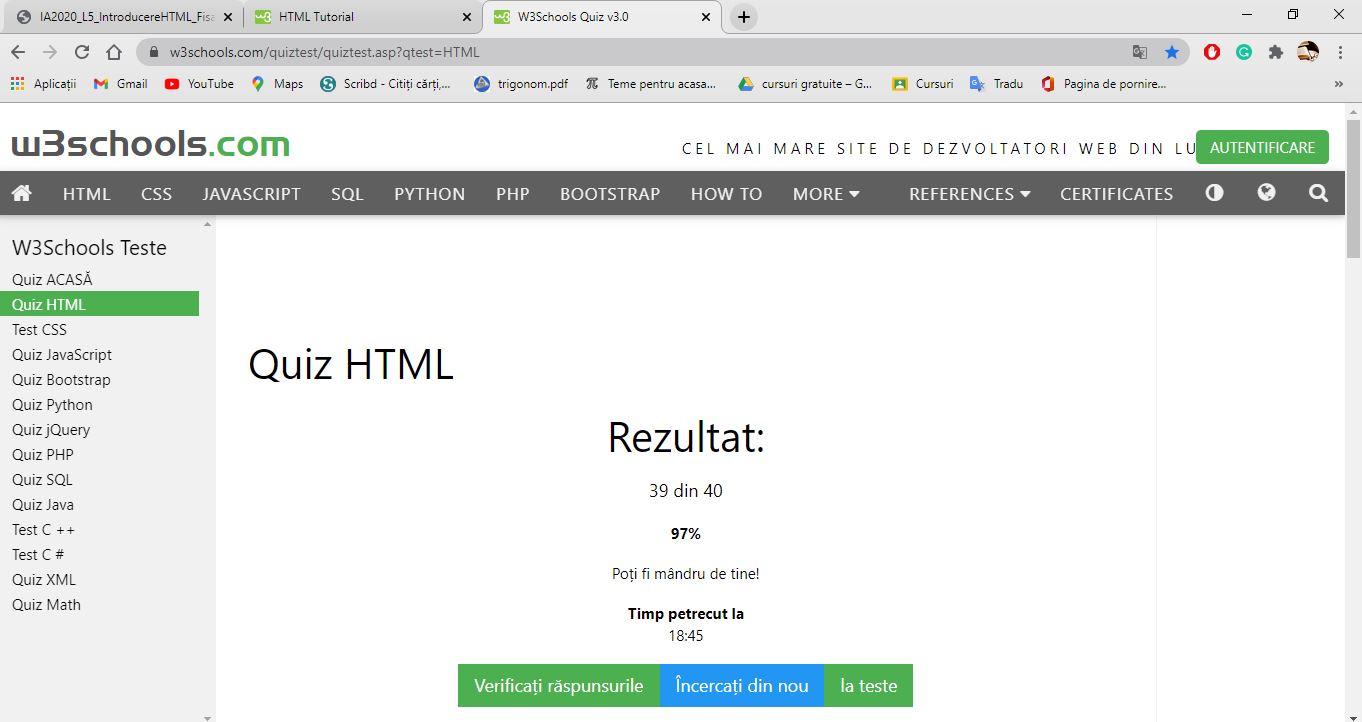 IA2020_L5_IntroducereHTML_Fisa
HTML Tutorial
W3Schools Quiz v3.0
w3schools.com/quiztest/quiztest.asp?qtest=HTML
Aplicații
Gmail
YouTube
Maps
Scribd - Citiți cărți,...
trigonom.pdf
Teme pentru acasa...
cursuri gratuite – G...
Cursuri
Tradu
Pagina de pornire...
»
w3schools.com
CEL MAI MARE SITE DE DEZVOLTATORI WEB DIN LU
AUTENTIFICARE
HTML
CSS
JAVASCRIPT
SQL
PYTHON
PHP
BOOTSTRAP
HOW TO
MORE
REFERENCES
CERTIFICATES
W3Schools Teste
Quiz ACASĂ
Quiz HTML
Test CSS
Quiz JavaScript
Quiz Bootstrap
Quiz Python
Quiz jQuery
Quiz PHP
Quiz SQL
Quiz Java
Test C ++
Test C #
Quiz XML
Quiz Math
Quiz HTML
Rezultat:
39 din 40
97%
Poți fi mândru de tine!
Timp petrecut la
18:45
Verificați răspunsurile
Încercați din nou
la teste